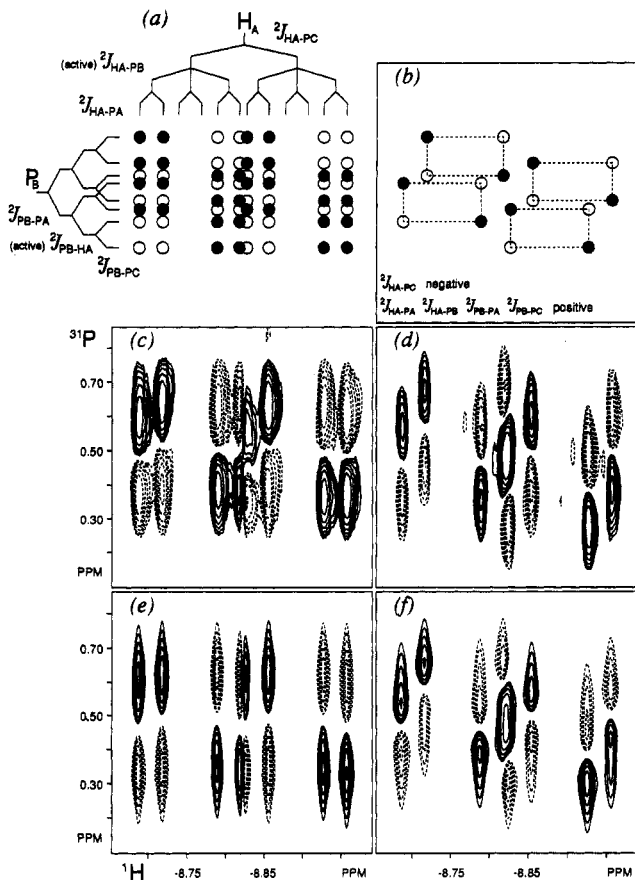 (a)
H_A
²J_HA-PC
(active) ²J_HA-PB
²J_HA-PA
P_B
²J_PB-PA
(active) ²J_PB-HA
²J_PB-PC
(b)
²J_HA-PC negative
²J_HA-PA ²J_HA-PB ²J_PB-PA ²J_PB-PC positive
³¹P
(c)
0.70
0.50
0.30
PPM
(d)
(e)
0.70
0.50
0.30
PPM
(f)
¹H
-8.75
-8.85
PPM
-8.75
-8.85
PPM